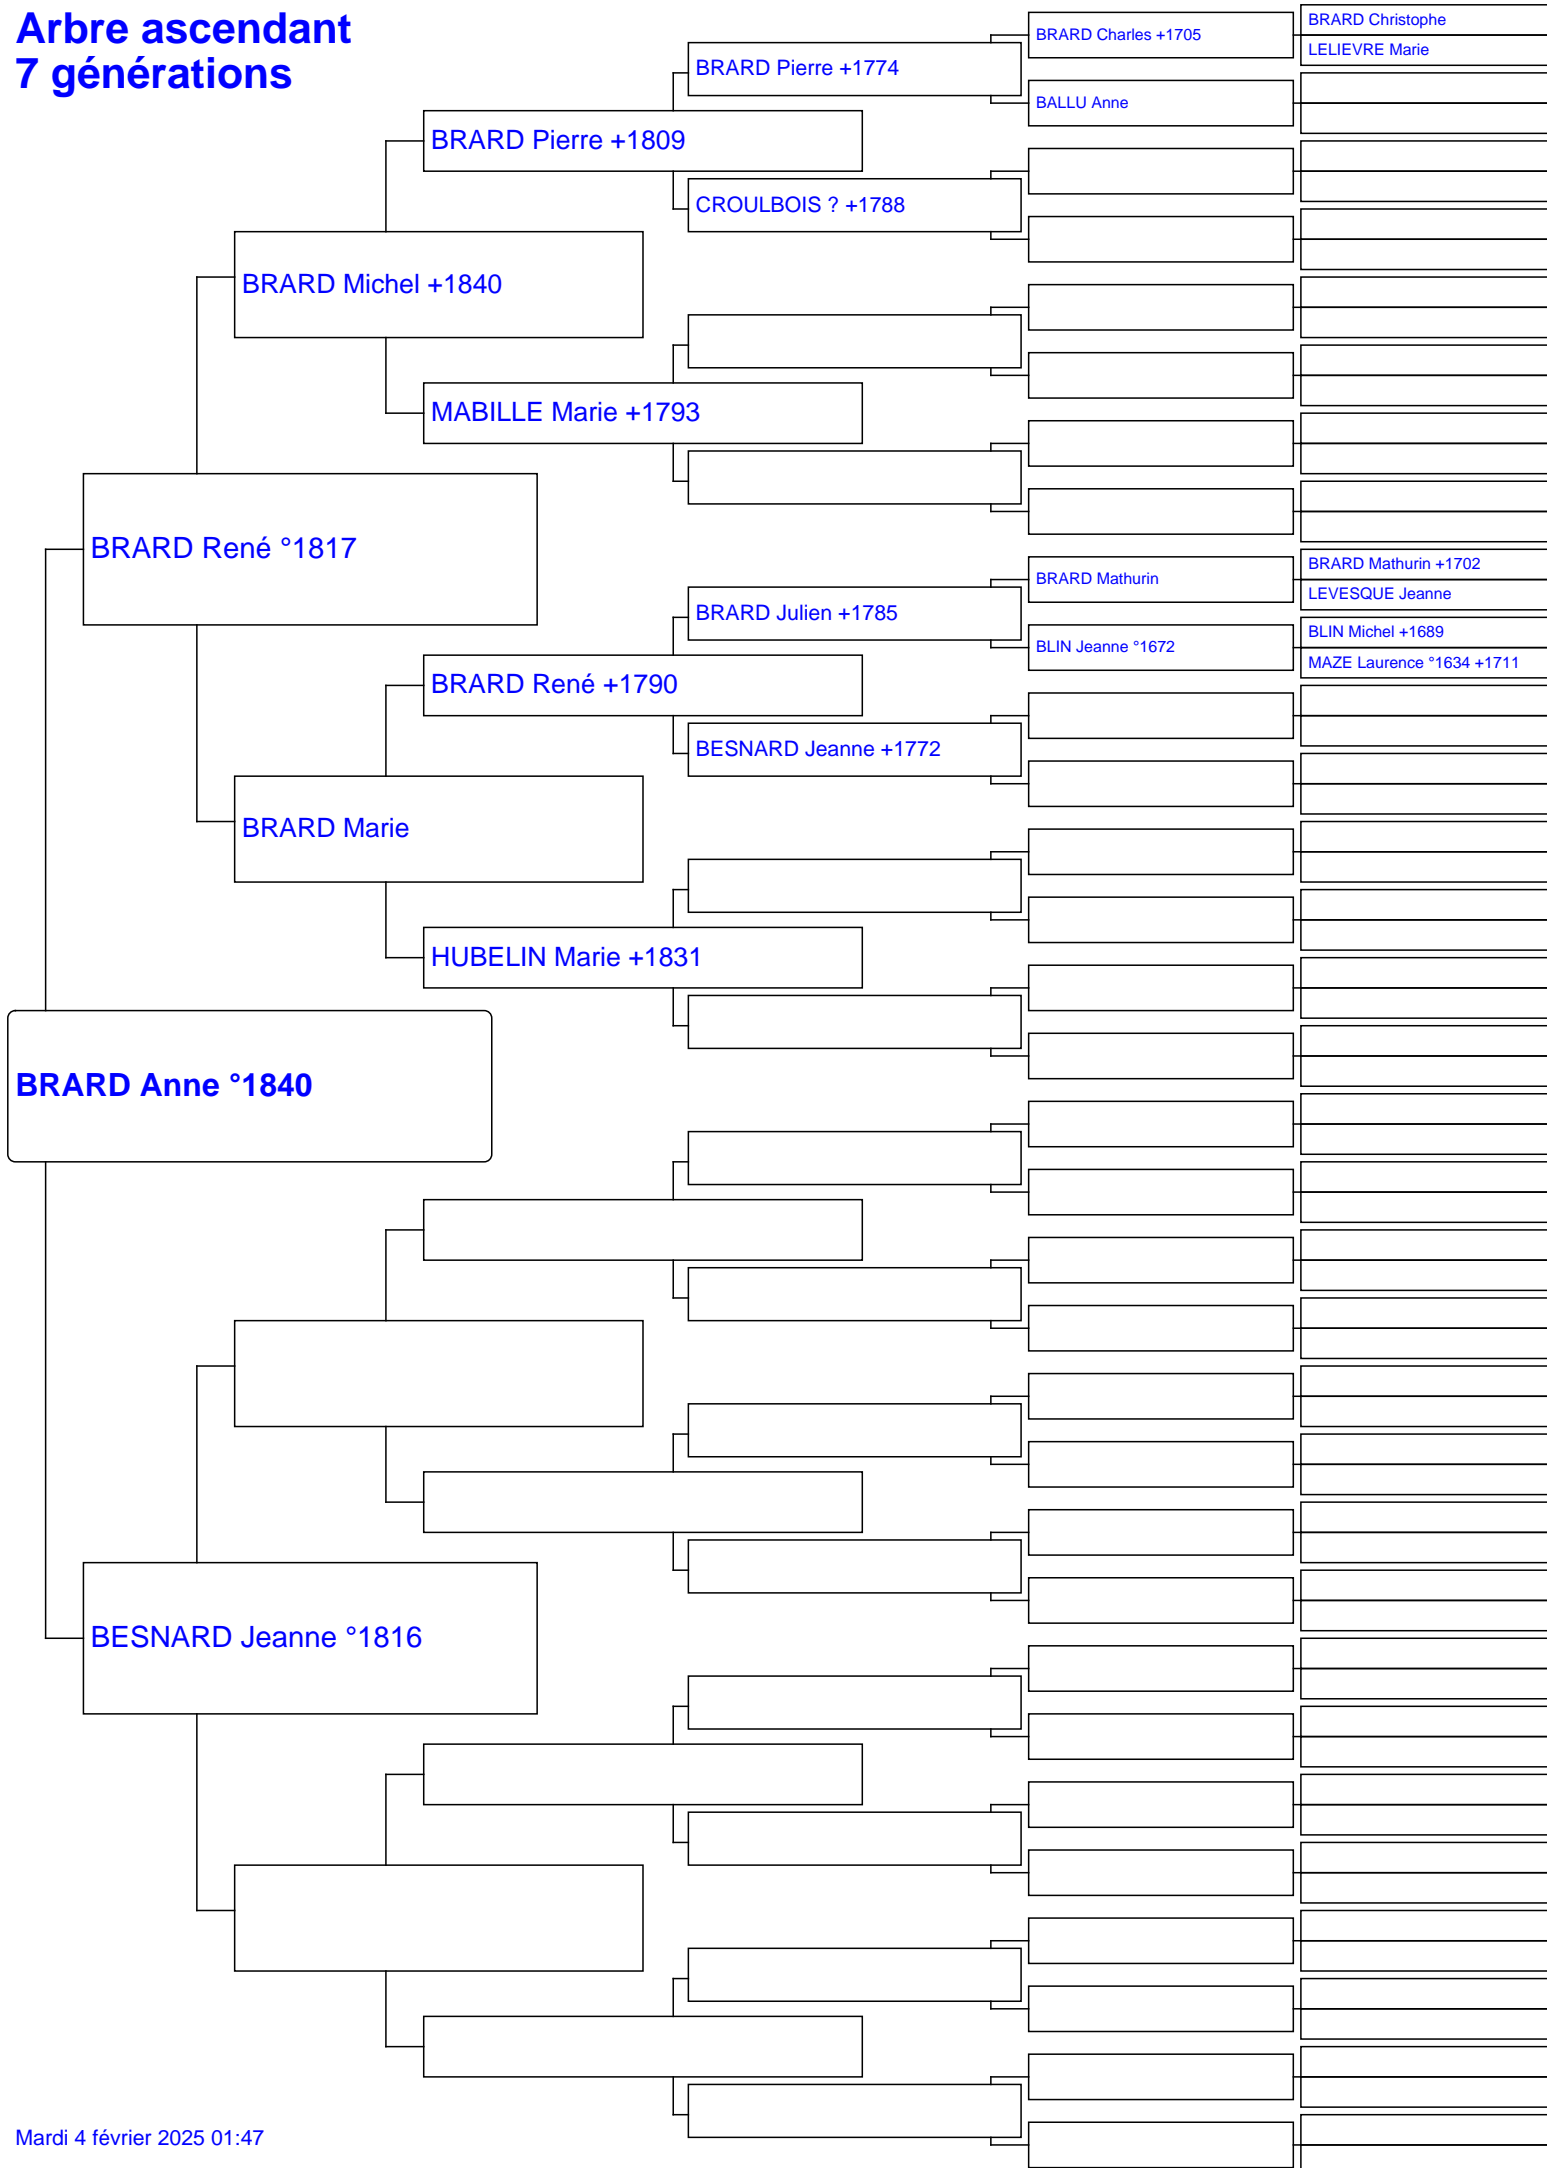 Arbre ascendant
7 générations
BRARD Christophe
BRARD Charles +1705
LELIEVRE Marie
BRARD Pierre +1774
BALLU Anne
BRARD Pierre +1809
CROULBOIS ? +1788
BRARD Michel +1840
MABILLE Marie +1793
BRARD René °1817
BRARD Mathurin +1702
BRARD Mathurin
LEVESQUE Jeanne
BRARD Julien +1785
BLIN Michel +1689
BLIN Jeanne °1672
MAZE Laurence °1634 +1711
BRARD René +1790
BESNARD Jeanne +1772
BRARD Marie
HUBELIN Marie +1831
BRARD Anne °1840
BESNARD Jeanne °1816
Mardi 4 février 2025 01:47